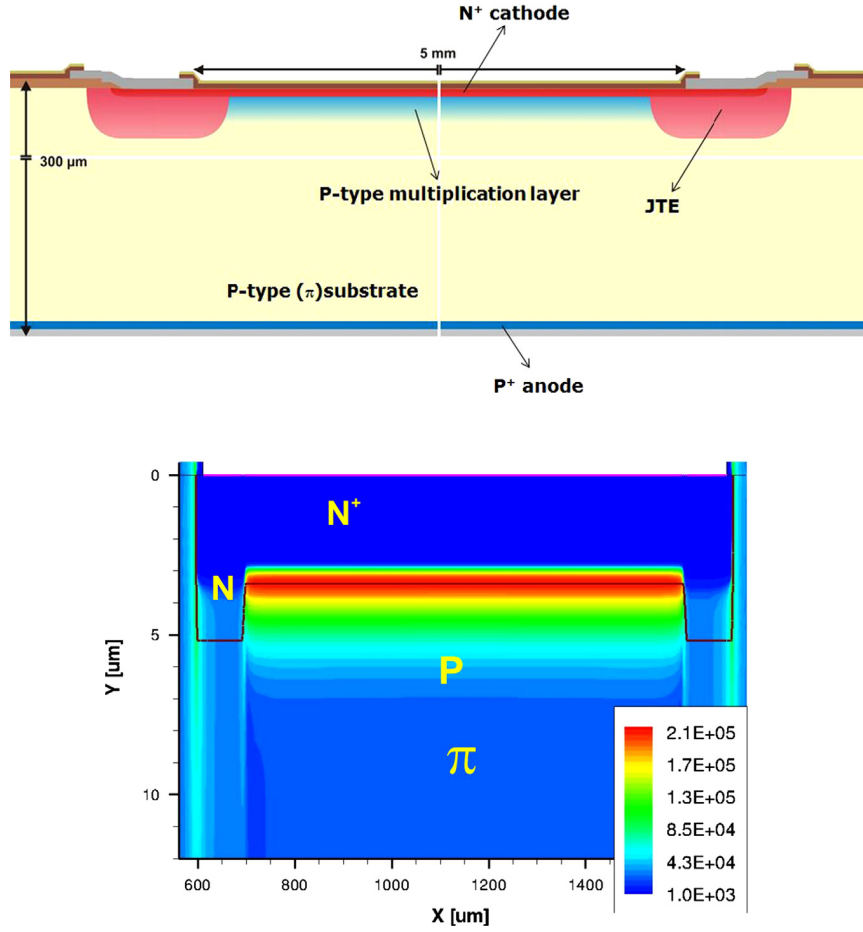 N+ cathode
5 mm
300 µm
P-type multiplication layer
JTE
P-type (π)substrate
P+ anode
0
5
10
Y [um]
N+
N
P
π
2.1E+05
1.7E+05
1.3E+05
8.5E+04
4.3E+04
1.0E+03
600
800
1000
1200
1400
X [um]